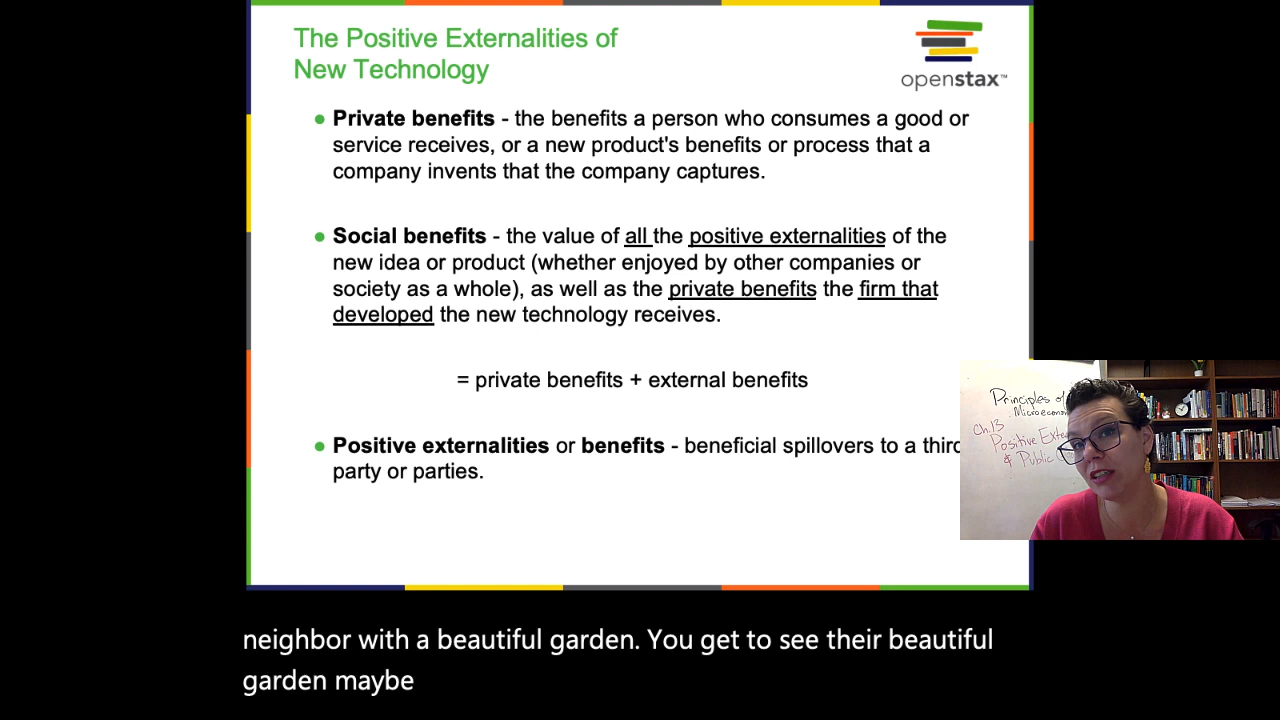 The Positive Externalities of
New Technology
openstax™
● Private benefits - the benefits a person who consumes a good or
service receives, or a new product's benefits or process that a
company invents that the company captures.
● Social benefits - the value of all the positive externalities of the
new idea or product (whether enjoyed by other companies or
society as a whole), as well as the private benefits the firm that
developed the new technology receives.
= private benefits + external benefits
● Positive externalities or benefits - beneficial spillovers to a third
party or parties.
Principles of
Microecono
Ch.13
Positive Exte
& Public
neighbor with a beautiful garden. You get to see their beautiful
garden maybe